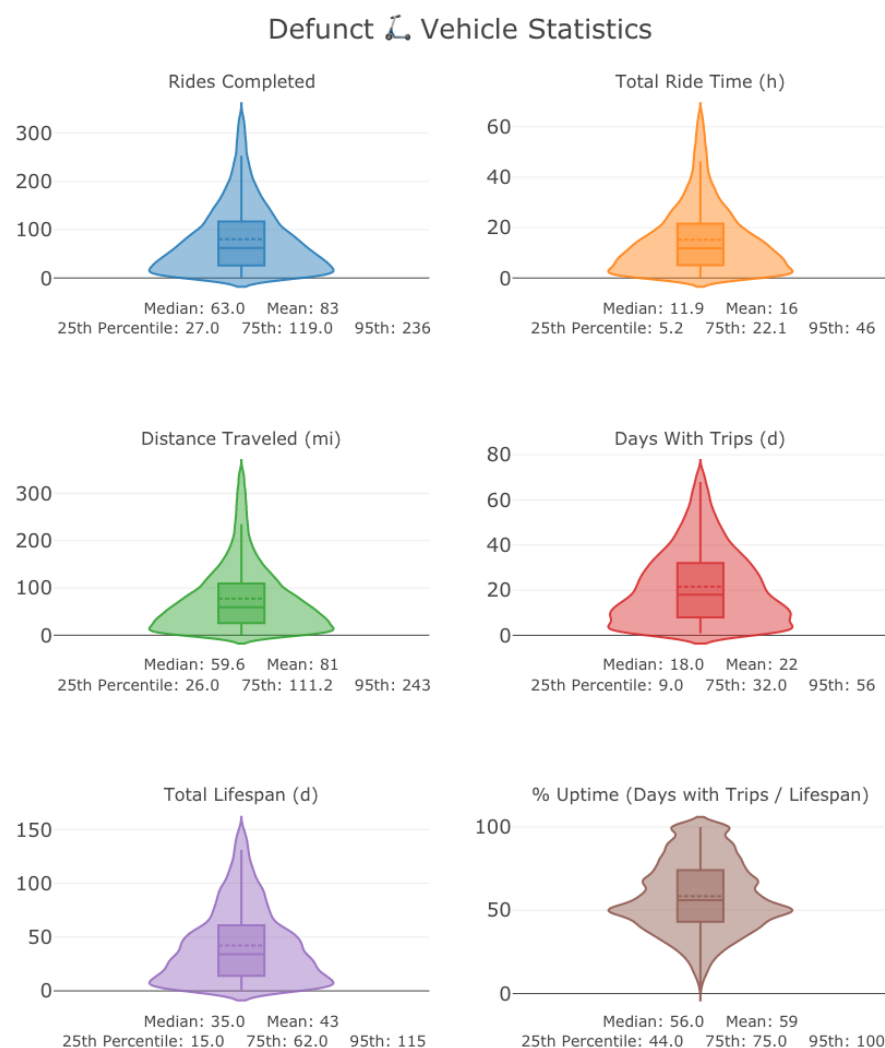 Defunct 🛴 Vehicle Statistics
Rides Completed
300
200
100
0
Median: 63.0 Mean: 83
25th Percentile: 27.0 75th: 119.0 95th: 236
Total Ride Time (h)
60
40
20
0
Median: 11.9 Mean: 16
25th Percentile: 5.2 75th: 22.1 95th: 46
Distance Traveled (mi)
300
200
100
0
Median: 59.6 Mean: 81
25th Percentile: 26.0 75th: 111.2 95th: 243
Days With Trips (d)
80
60
40
20
0
Median: 18.0 Mean: 22
25th Percentile: 9.0 75th: 32.0 95th: 56
Total Lifespan (d)
150
100
50
0
Median: 35.0 Mean: 43
25th Percentile: 15.0 75th: 62.0 95th: 115
% Uptime (Days with Trips / Lifespan)
100
50
0
Median: 56.0 Mean: 59
25th Percentile: 44.0 75th: 75.0 95th: 100